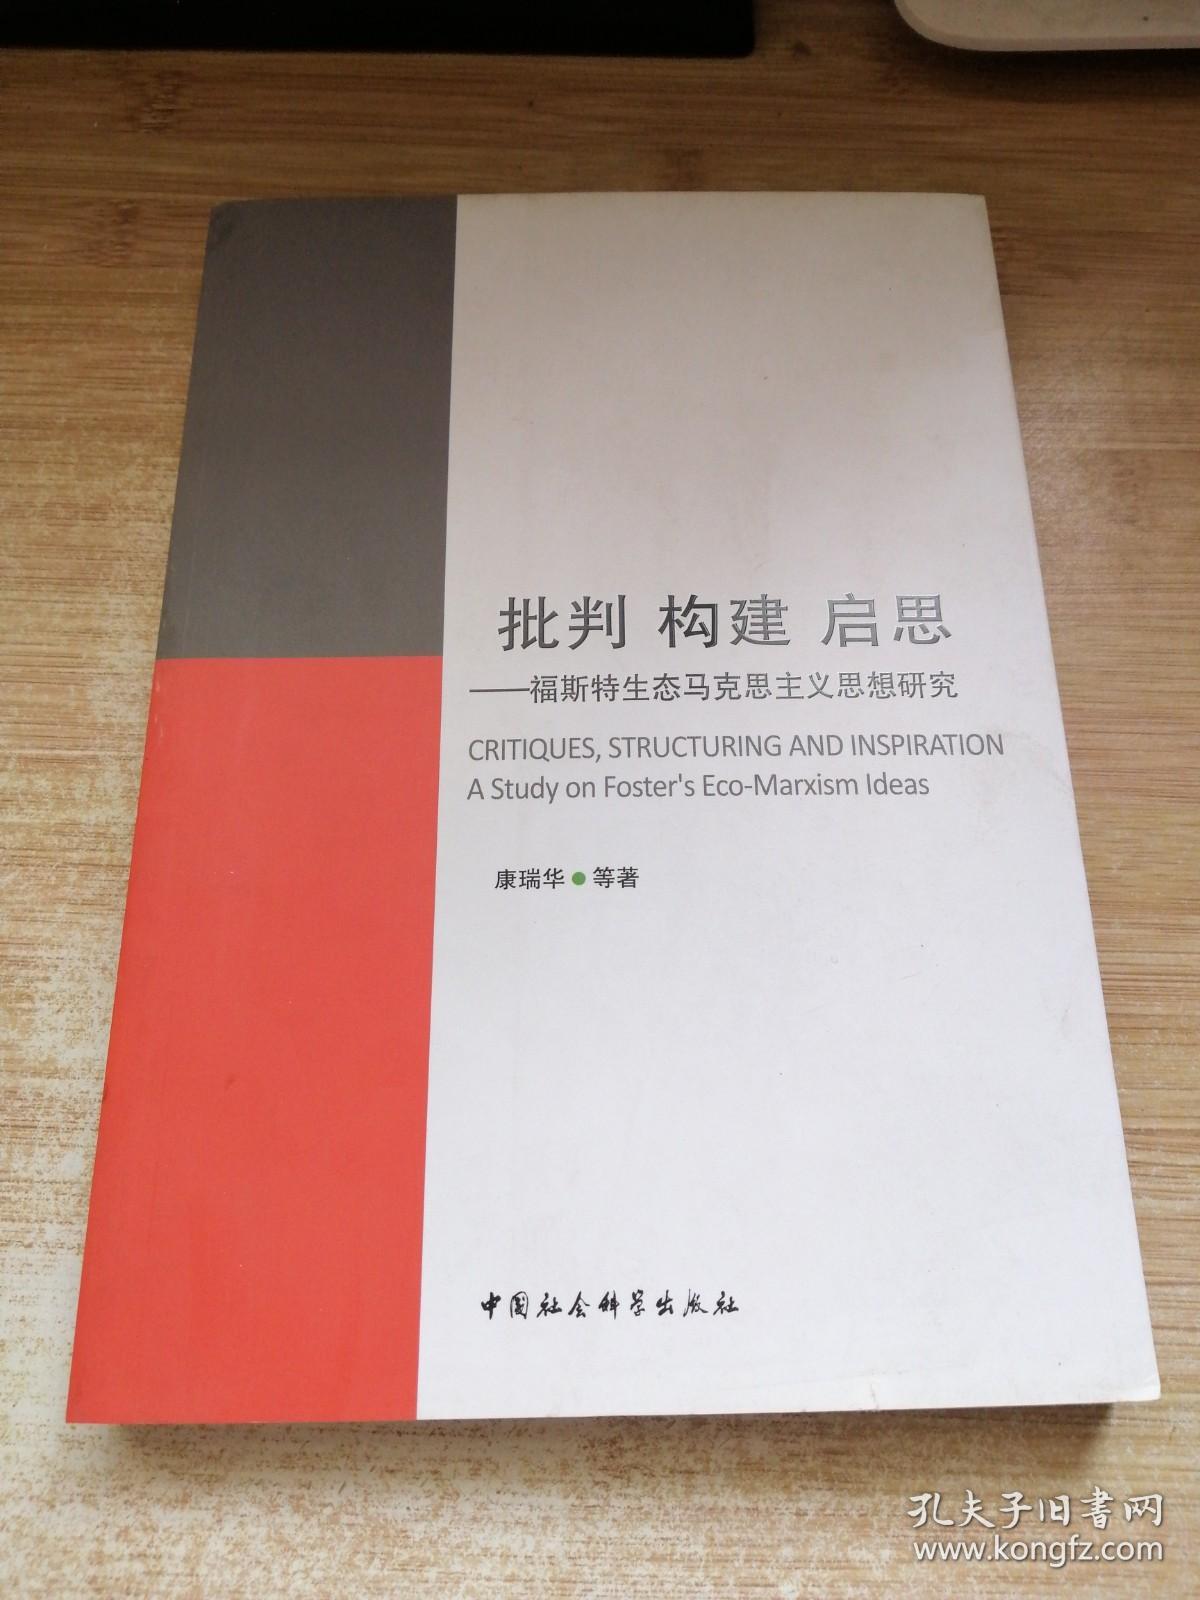 批判 构建 启思
——福斯特生态马克思主义思想研究
CRITIQUES, STRUCTURING AND INSPIRATION
A Study on Foster's Eco-Marxism Ideas
康瑞华●等著
中国社会科学出版社
孔夫子旧书网
www.kongfz.com